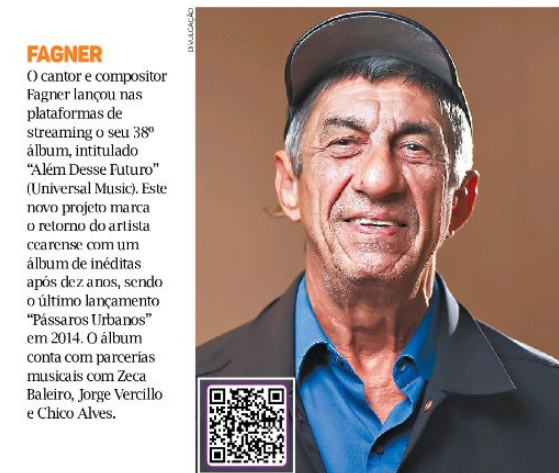 DIVULGAÇÃO
FAGNER
O cantor e compositor
Fagner lançou nas
plataformas de
streaming o seu 38º
álbum, intitulado
“Além Desse Futuro”
(Universal Music). Este
novo projeto marca
o retorno do artista
cearense com um
álbum de inéditas
após dez anos, sendo
o último lançamento
“Pássaros Urbanos”
em 2014. O álbum
conta com parcerias
musicais com Zeca
Baleiro, Jorge Vercillo
e Chico Alves.